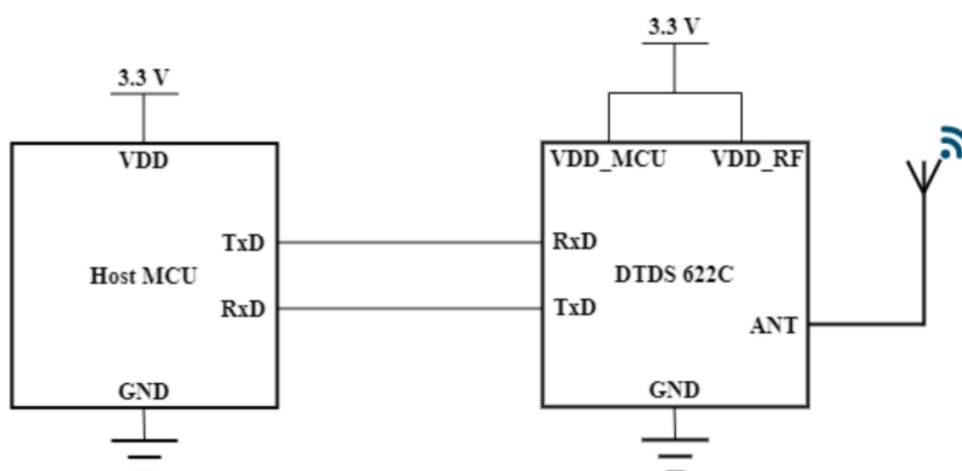 3.3 V
3.3 V
VDD
VDD_MCU
VDD_RF
TxD
RxD
Host MCU
DTDS 622C
RxD
TxD
ANT
GND
GND